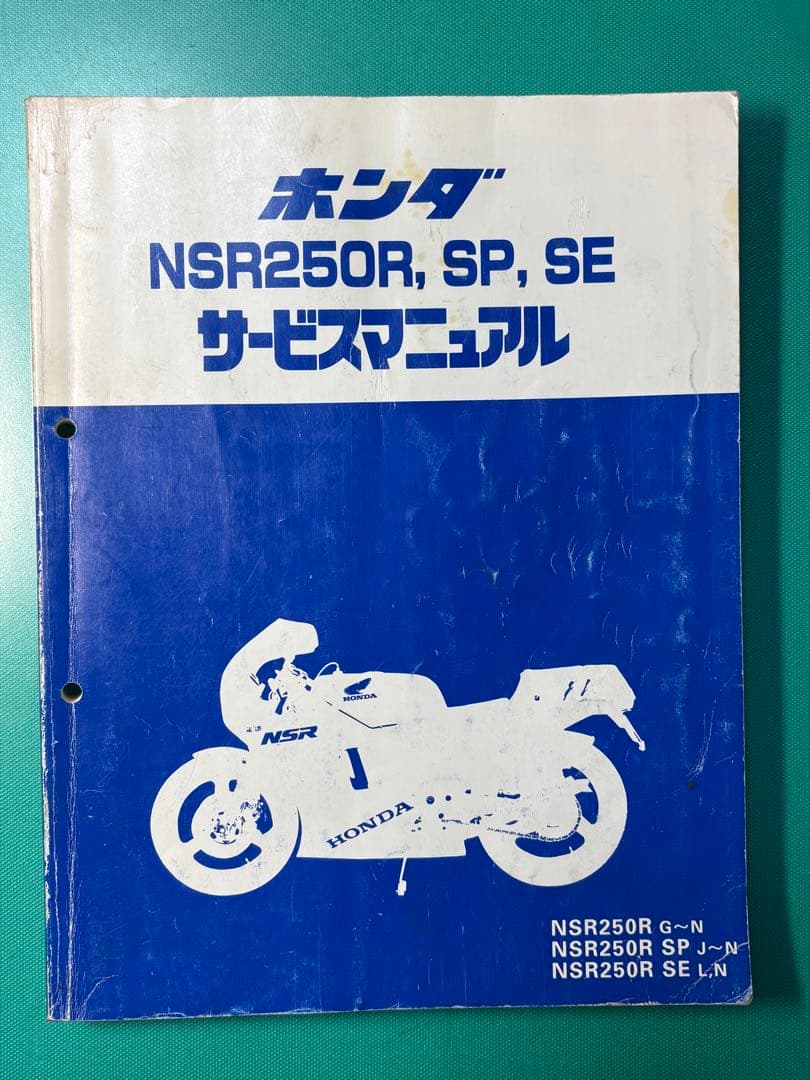 ホンダ
NSR250R, SP, SE
サービスマニュアル
HONDA
NSR
HONDA
NSR250R G〜N
NSR250R SP J〜N
NSR250R SE L,N